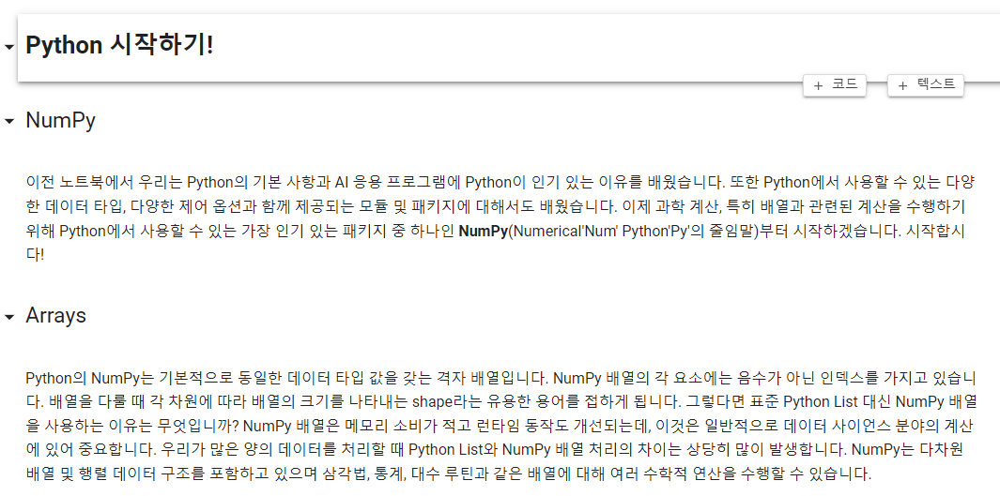 Python 시작하기!
+ 코드 + 텍스트
NumPy
이전 노트북에서 우리는 Python의 기본 사항과 AI 응용 프로그램에 Python이 인기 있는 이유를 배웠습니다. 또한 Python에서 사용할 수 있는 다양
한 데이터 타입, 다양한 제어 옵션과 함께 제공되는 모듈 및 패키지에 대해서도 배웠습니다. 이제 과학 계산, 특히 배열과 관련된 계산을 수행하기
위해 Python에서 사용할 수 있는 가장 인기 있는 패키지 중 하나인 NumPy(Numerical'Num' Python'Py'의 줄임말)부터 시작하겠습니다. 시작합시
다!
Arrays
Python의 NumPy는 기본적으로 동일한 데이터 타입 값을 갖는 격자 배열입니다. NumPy 배열의 각 요소에는 음수가 아닌 인덱스를 가지고 있습니
다. 배열을 다룰 때 각 차원에 따라 배열의 크기를 나타내는 shape라는 유용한 용어를 접하게 됩니다. 그렇다면 표준 Python List 대신 NumPy 배열
을 사용하는 이유는 무엇입니까? NumPy 배열은 메모리 소비가 적고 런타임 동작도 개선되는데, 이것은 일반적으로 데이터 사이언스 분야의 계산
에 있어 중요합니다. 우리가 많은 양의 데이터를 처리할 때 Python List와 NumPy 배열 처리의 차이는 상당히 많이 발생합니다. NumPy는 다차원
배열 및 행렬 데이터 구조를 포함하고 있으며 삼각법, 통계, 대수 루틴과 같은 배열에 대해 여러 수학적 연산을 수행할 수 있습니다.